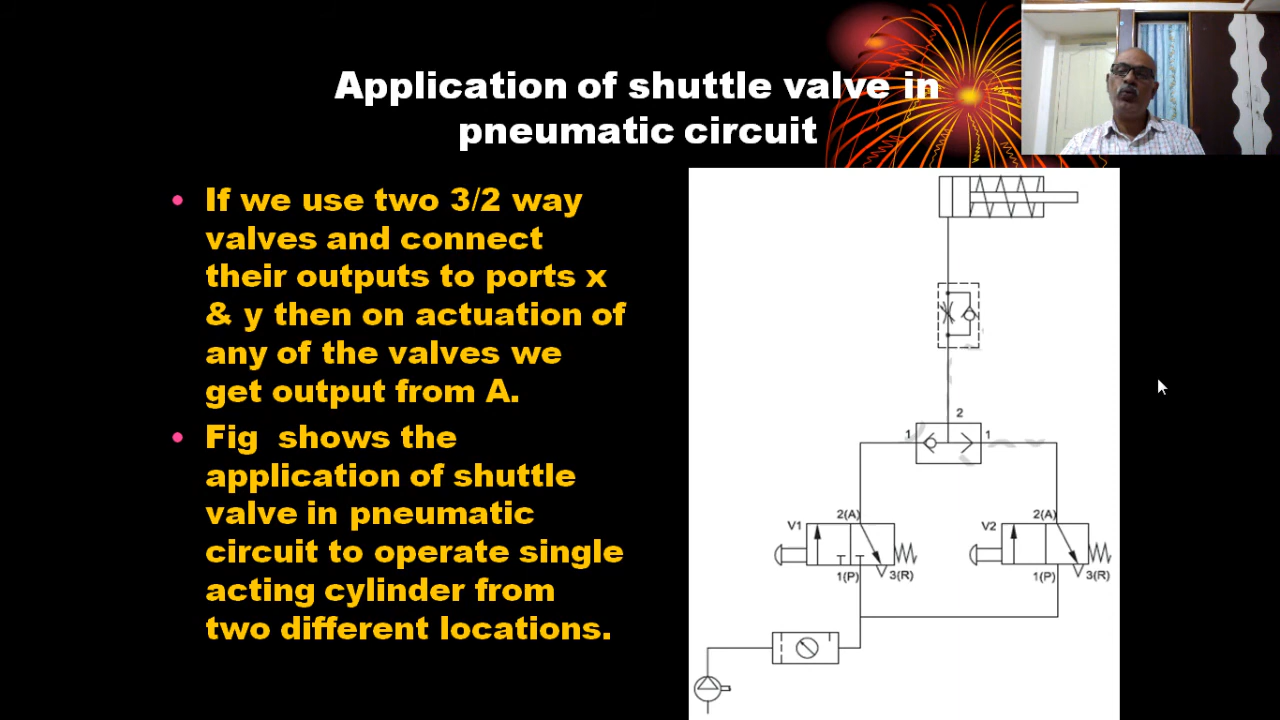 Application of shuttle valve in
pneumatic circuit
• If we use two 3/2 way
valves and connect
their outputs to ports x
& y then on actuation of
any of the valves we
get output from A.
• Fig shows the
application of shuttle
valve in pneumatic
circuit to operate single
acting cylinder from
two different locations.
2
1 1
2(A) 2(A)
V1 V2
1(P) 3(R) 1(P) 3(R)